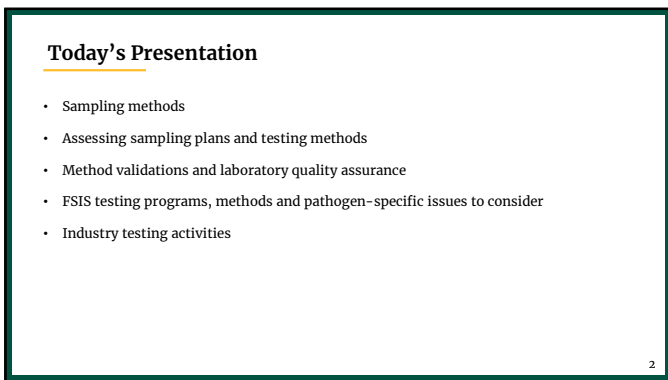 Today’s Presentation
• Sampling methods
• Assessing sampling plans and testing methods
• Method validations and laboratory quality assurance
• FSIS testing programs, methods and pathogen-specific issues to consider
• Industry testing activities
2